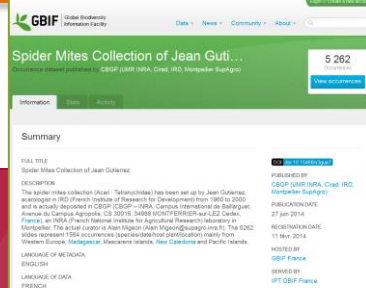 GBIF Global Biodiversity
Information Facility
Data News Community About
Spider Mites Collection of Jean Guti...
Occurrence dataset published by CBGP (UMR INRA, Cirad, IRD, Montpellier SupAgro)
5 262
Occurrences
View occurrences
Information Stats Activity
Summary
FULL TITLE
Spider Mites Collection of Jean Gutierrez
DESCRIPTION
The spider mites collection (Acari : Tetranychidae) has been set up by Jean Gutierrez,
acarologist in IRD (French Institute of Research for Development) from 1960 to 2000
and is actually deposited in CBGP (CBGP – INRA, Campus International de Baillarguet,
Avenue du Campus Agropolis, CS 30016, 34988 MONTFERRIER-sur-LEZ Cedex,
France), an INRA (French National Institute for Agricultural Research) laboratory in
Montpellier. The actual curator is Alain Migeon (Alain.Migeon@supagro.inra.fr). The 5262
slides represent 1564 occurrences (species/date/host plant/location) mainly from
Western Europe, Madagascar, Mascarene Islands, New Caledonia and Pacific Islands.
LANGUAGE OF METADATA
ENGLISH
LANGUAGE OF DATA
FRENCH
PUBLISHED BY
CBGP (UMR INRA, Cirad, IRD,
Montpellier SupAgro)
PUBLICATION DATE
27 juin 2014
REGISTRATION DATE
11 févr. 2014
HOSTED BY
GBIF France
SERVED BY
IPT GBIF France